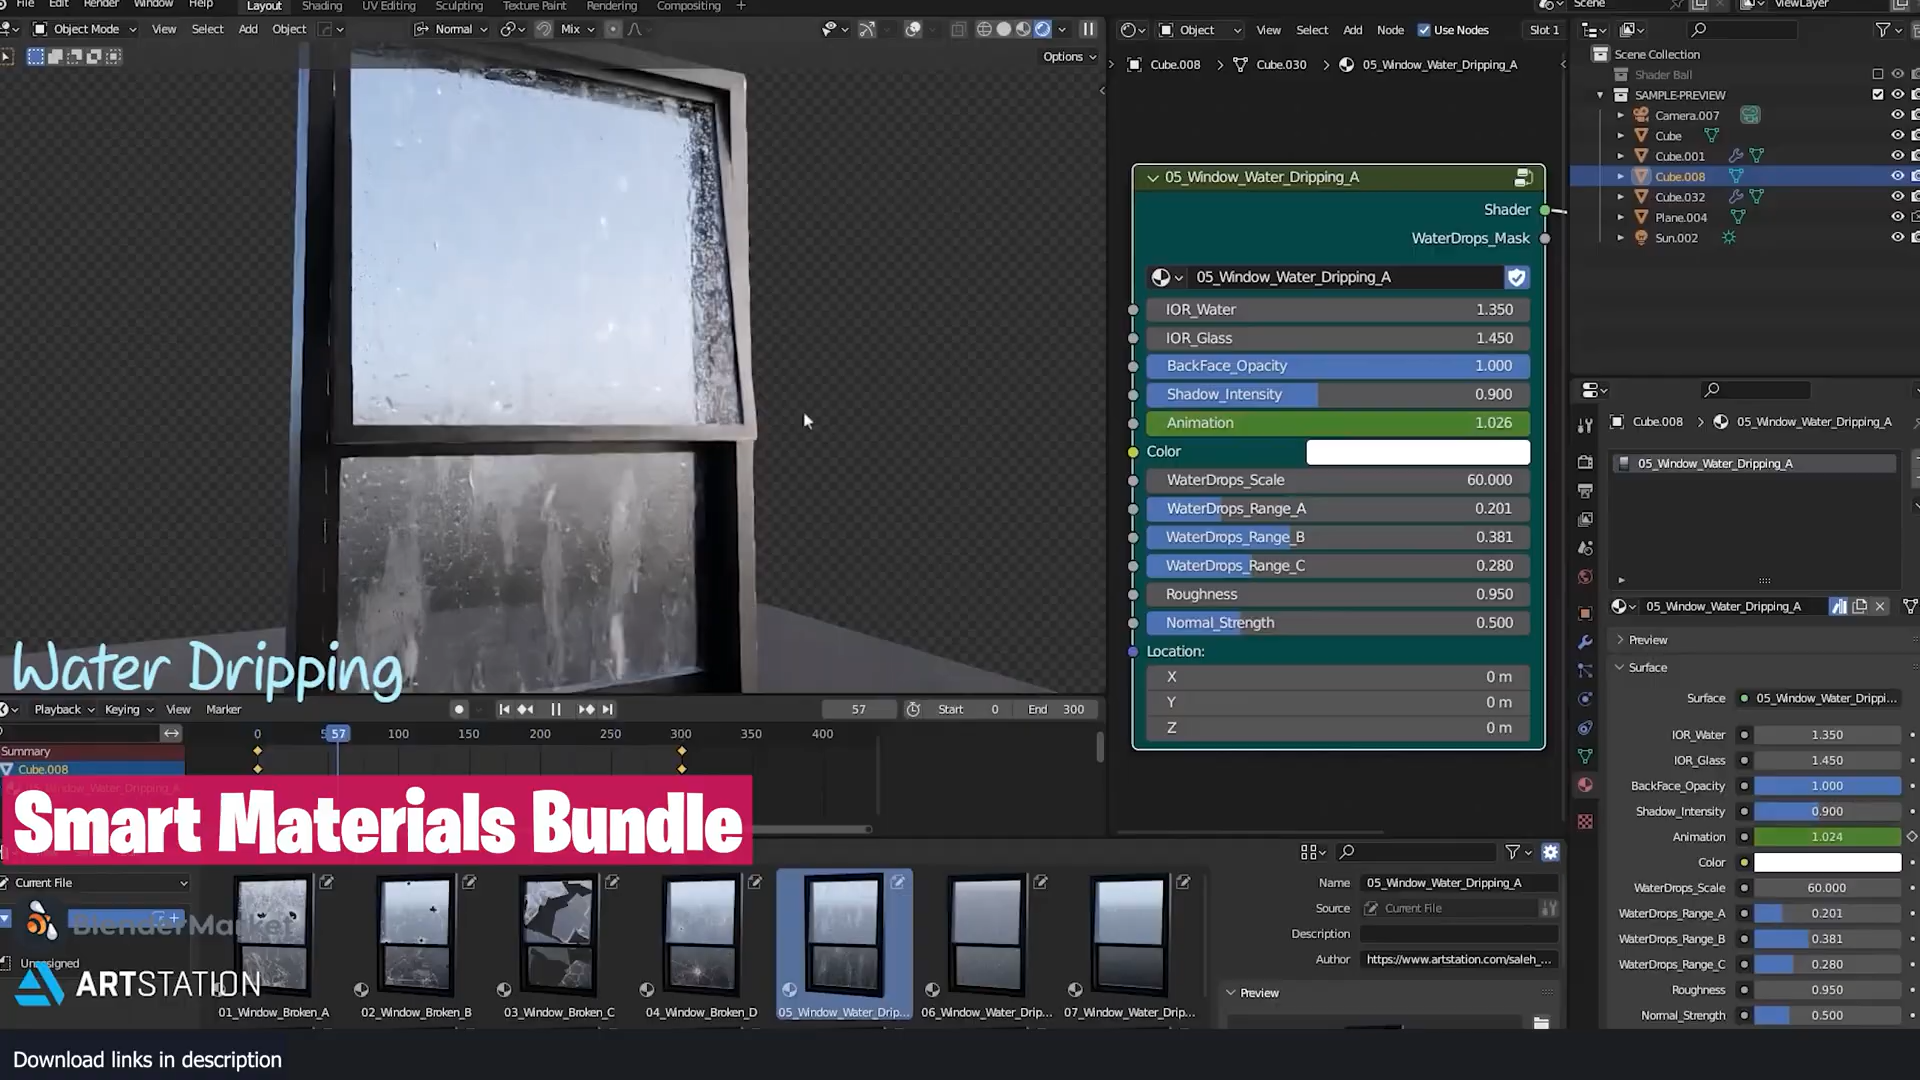 File Edit Render Window Help Layout Shading UV Editing Sculpting Texture Paint Rendering Compositing + Scene ViewLayer
Object Mode View Select Add Object Normal Mix
Options
Object View Select Add Node Use Nodes Slot 1
Cube.008 > Cube.030 > 05_Window_Water_Dripping_A
05_Window_Water_Dripping_A
Shader
WaterDrops_Mask
05_Window_Water_Dripping_A
IOR_Water 1.350
IOR_Glass 1.450
BackFace_Opacity 1.000
Shadow_Intensity 0.900
Animation 1.026
Color
WaterDrops_Scale 60.000
WaterDrops_Range_A 0.201
WaterDrops_Range_B 0.381
WaterDrops_Range_C 0.280
Roughness 0.950
Normal_Strength 0.500
Location:
X 0 m
Y 0 m
Z 0 m
Scene Collection
Shader Ball
SAMPLE-PREVIEW
Camera.007
Cube
Cube.001
Cube.008
Cube.032
Plane.004
Sun.002
Cube.008 > 05_Window_Water_Dripping_A
05_Window_Water_Dripping_A
05_Window_Water_Dripping_A
Preview
Surface
Surface 05_Window_Water_Drippi...
IOR_Water 1.350
IOR_Glass 1.450
BackFace_Opacity 1.000
Shadow_Intensity 0.900
Animation 1.024
Color
WaterDrops_Scale 60.000
WaterDrops_Range_A 0.201
WaterDrops_Range_B 0.381
WaterDrops_Range_C 0.280
Roughness 0.950
Normal_Strength 0.500
Water Dripping
Playback Keying View Marker 57 Start 0 End 300
0 57 100 150 200 250 300 350 400
Summary
Cube.008
Smart Materials Bundle
Current File
BlenderMarket
Unassigned
ARTSTATION
01_Window_Broken_A 02_Window_Broken_B 03_Window_Broken_C 04_Window_Broken_D 05_Window_Water_Drip... 06_Window_Water_Drip... 07_Window_Water_Drip...
Name 05_Window_Water_Dripping_A
Source Current File
Description
Author https://www.artstation.com/saleh_...
Preview
Download links in description